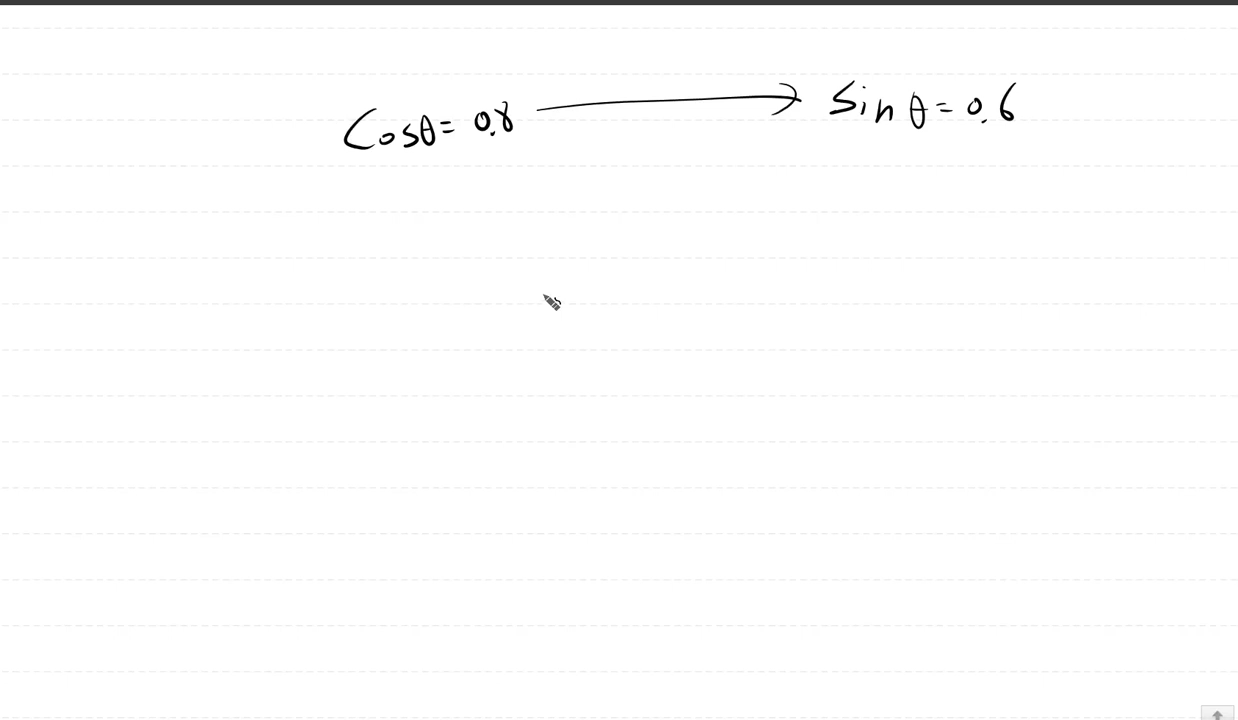 Cosθ = 0.8 → Sin θ = 0.6